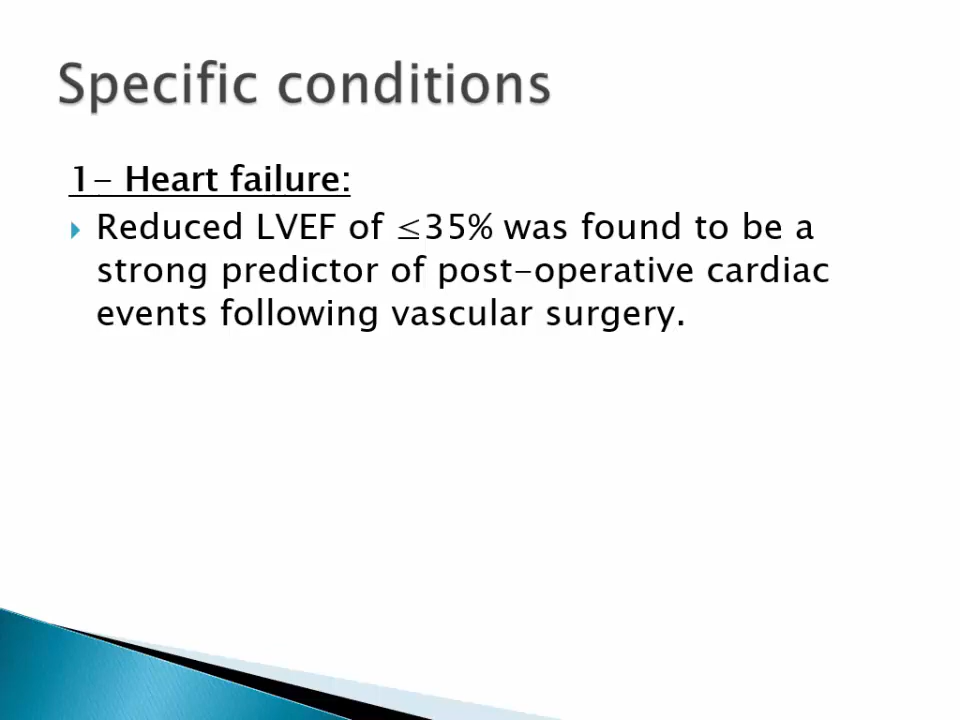 Specific conditions
1- Heart failure:
Reduced LVEF of ≤35% was found to be a
strong predictor of post-operative cardiac
events following vascular surgery.